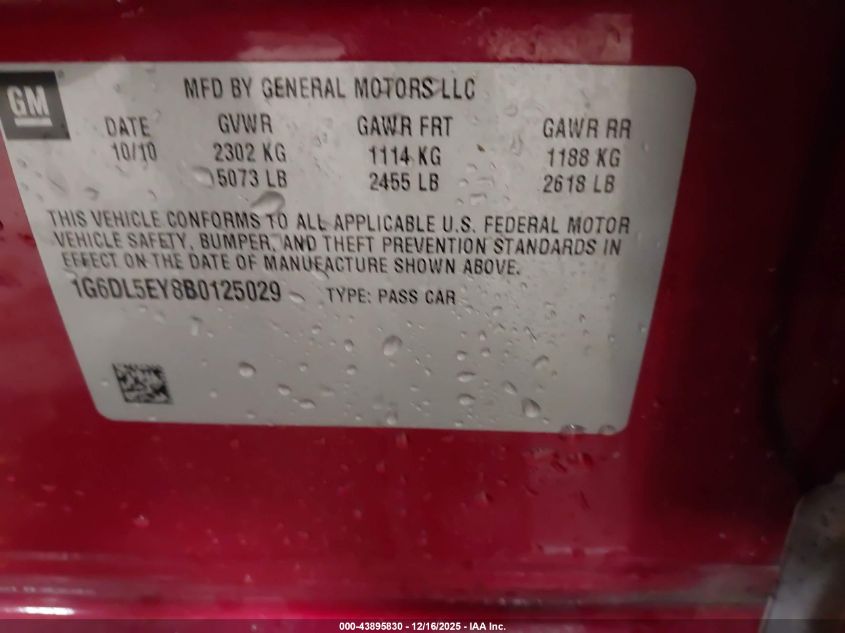 GM
MFD BY GENERAL MOTORS LLC
DATE GVWR GAWR FRT GAWR RR
10/10 2302 KG 1114 KG 1188 KG
5073 LB 2455 LB 2618 LB
THIS VEHICLE CONFORMS TO ALL APPLICABLE U.S. FEDERAL MOTOR
VEHICLE SAFETY, BUMPER, AND THEFT PREVENTION STANDARDS IN
EFFECT ON THE DATE OF MANUFACTURE SHOWN ABOVE.
1G6DL5EY8B0125029 TYPE: PASS CAR
000-43895830 - 12/16/2025 - IAA Inc.